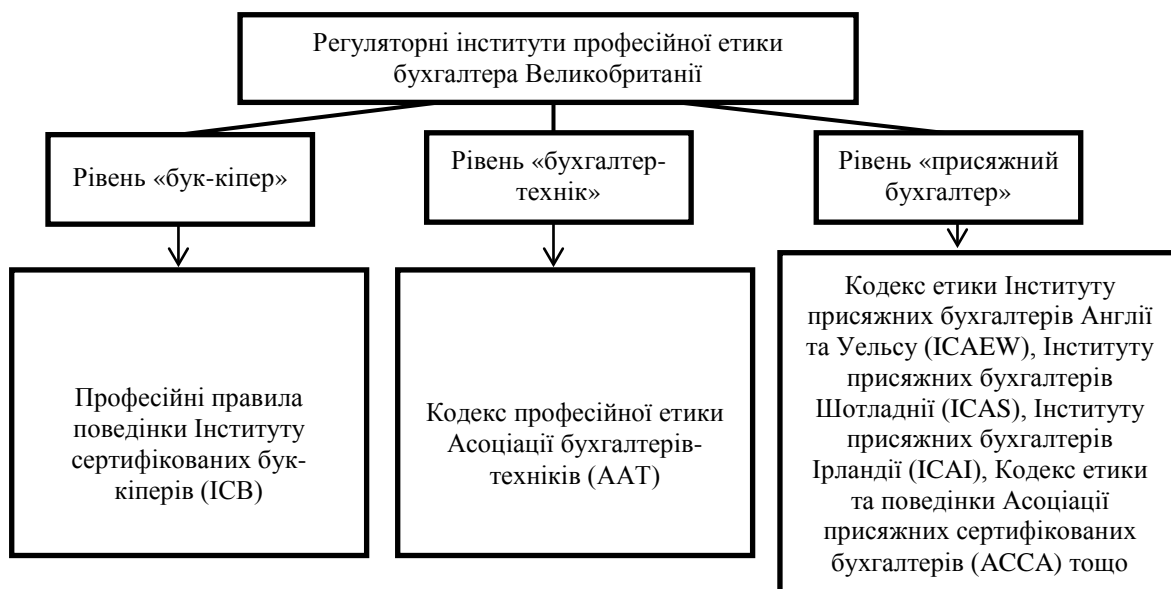 Регуляторні інститути професійної етики
бухгалтера Великобританії
Рівень «бук-кіпер»
Рівень «бухгалтер-
технік»
Рівень «присяжний
бухгалтер»
Професійні правила
поведінки Інституту
сертифікованих бук-
кіперів (ICB)
Кодекс професійної етики
Асоціації бухгалтерів-
техніків (AAT)
Кодекс етики Інституту
присяжних бухгалтерів Англії
та Уельсу (ICAEW), Інституту
присяжних бухгалтерів
Шотладнії (ICAS), Інституту
присяжних бухгалтерів
Ірландії (ICAI), Кодекс етики
та поведінки Асоціації
присяжних сертифікованих
бухгалтерів (ACCA) тощо